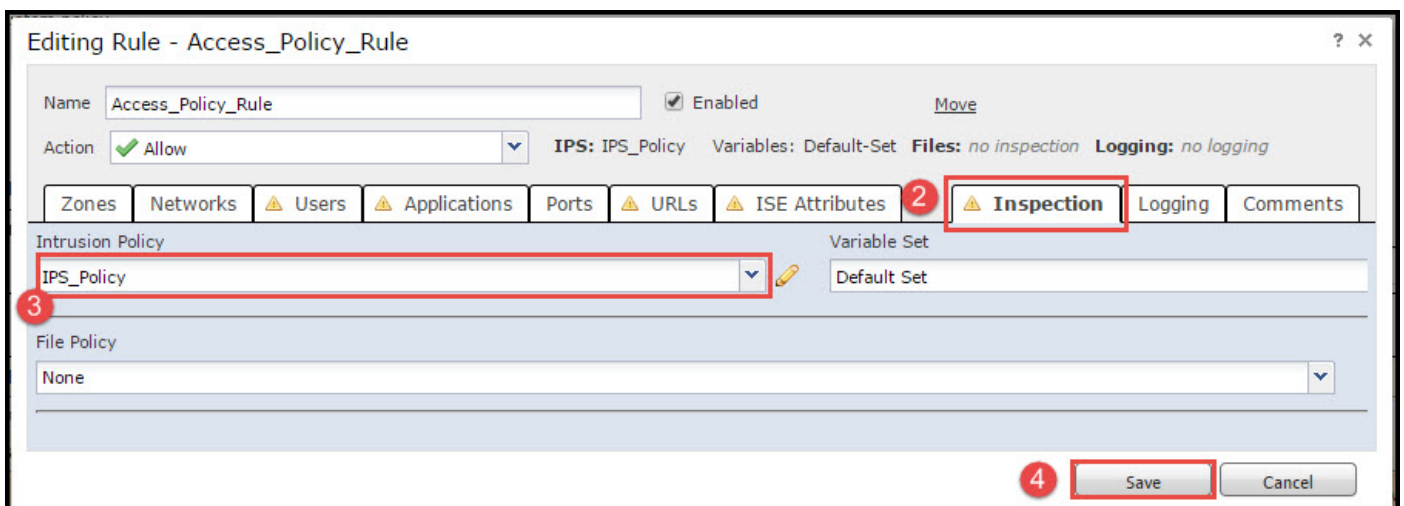 Editing Rule - Access_Policy_Rule ? ×
Name Access_Policy_Rule Enabled Move
Action Allow IPS: IPS_Policy Variables: Default-Set Files: no inspection Logging: no logging
Zones Networks Users Applications Ports URLs ISE Attributes 2 Inspection Logging Comments
Intrusion Policy Variable Set
IPS_Policy Default Set
3
File Policy
None
4 Save Cancel